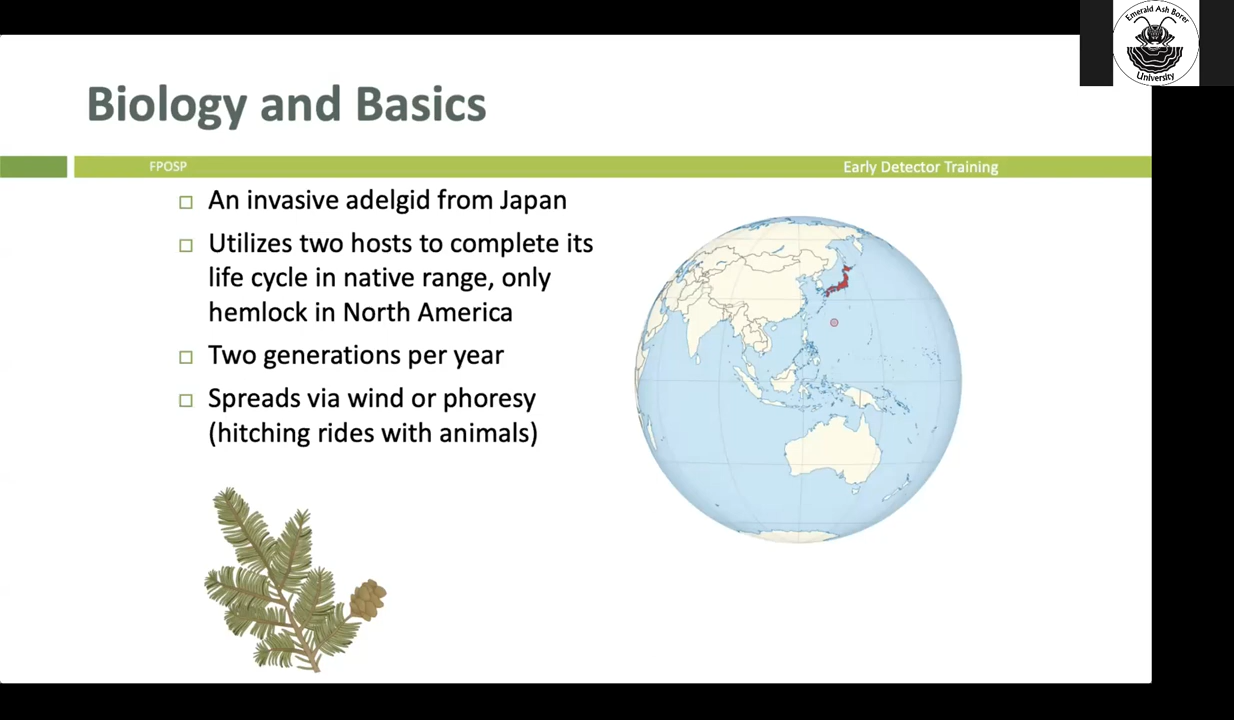 Emerald Ash Borer
University
Biology and Basics
FPOSP
Early Detector Training
An invasive adelgid from Japan
Utilizes two hosts to complete its
life cycle in native range, only
hemlock in North America
Two generations per year
Spreads via wind or phoresy
(hitching rides with animals)